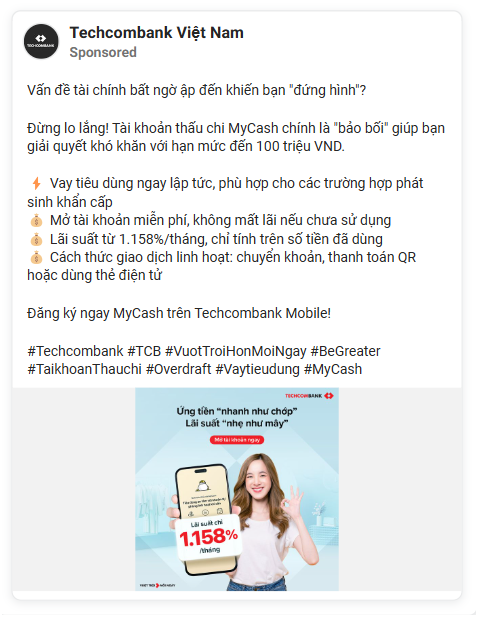 TECHCOMBANK
Techcombank Việt Nam
Sponsored
Vấn đề tài chính bất ngờ ập đến khiến bạn "đứng hình"?
Đừng lo lắng! Tài khoản thấu chi MyCash chính là "bảo bối" giúp bạn
giải quyết khó khăn với hạn mức đến 100 triệu VND.
Vay tiêu dùng ngay lập tức, phù hợp cho các trường hợp phát
sinh khẩn cấp
Mở tài khoản miễn phí, không mất lãi nếu chưa sử dụng
Lãi suất từ 1.158%/tháng, chỉ tính trên số tiền đã dùng
Cách thức giao dịch linh hoạt: chuyển khoản, thanh toán QR
hoặc dùng thẻ điện tử
Đăng ký ngay MyCash trên Techcombank Mobile!
#Techcombank #TCB #VuotTroiHonMoiNgay #BeGreater
#TaikhoanThauchi #Overdraft #Vaytieudung #MyCash
TECHCOMBANK
Ứng tiền “nhanh như chớp”
Lãi suất “nhẹ như mây”
Mở tài khoản ngay
Lãi suất chỉ
1.158%
/tháng